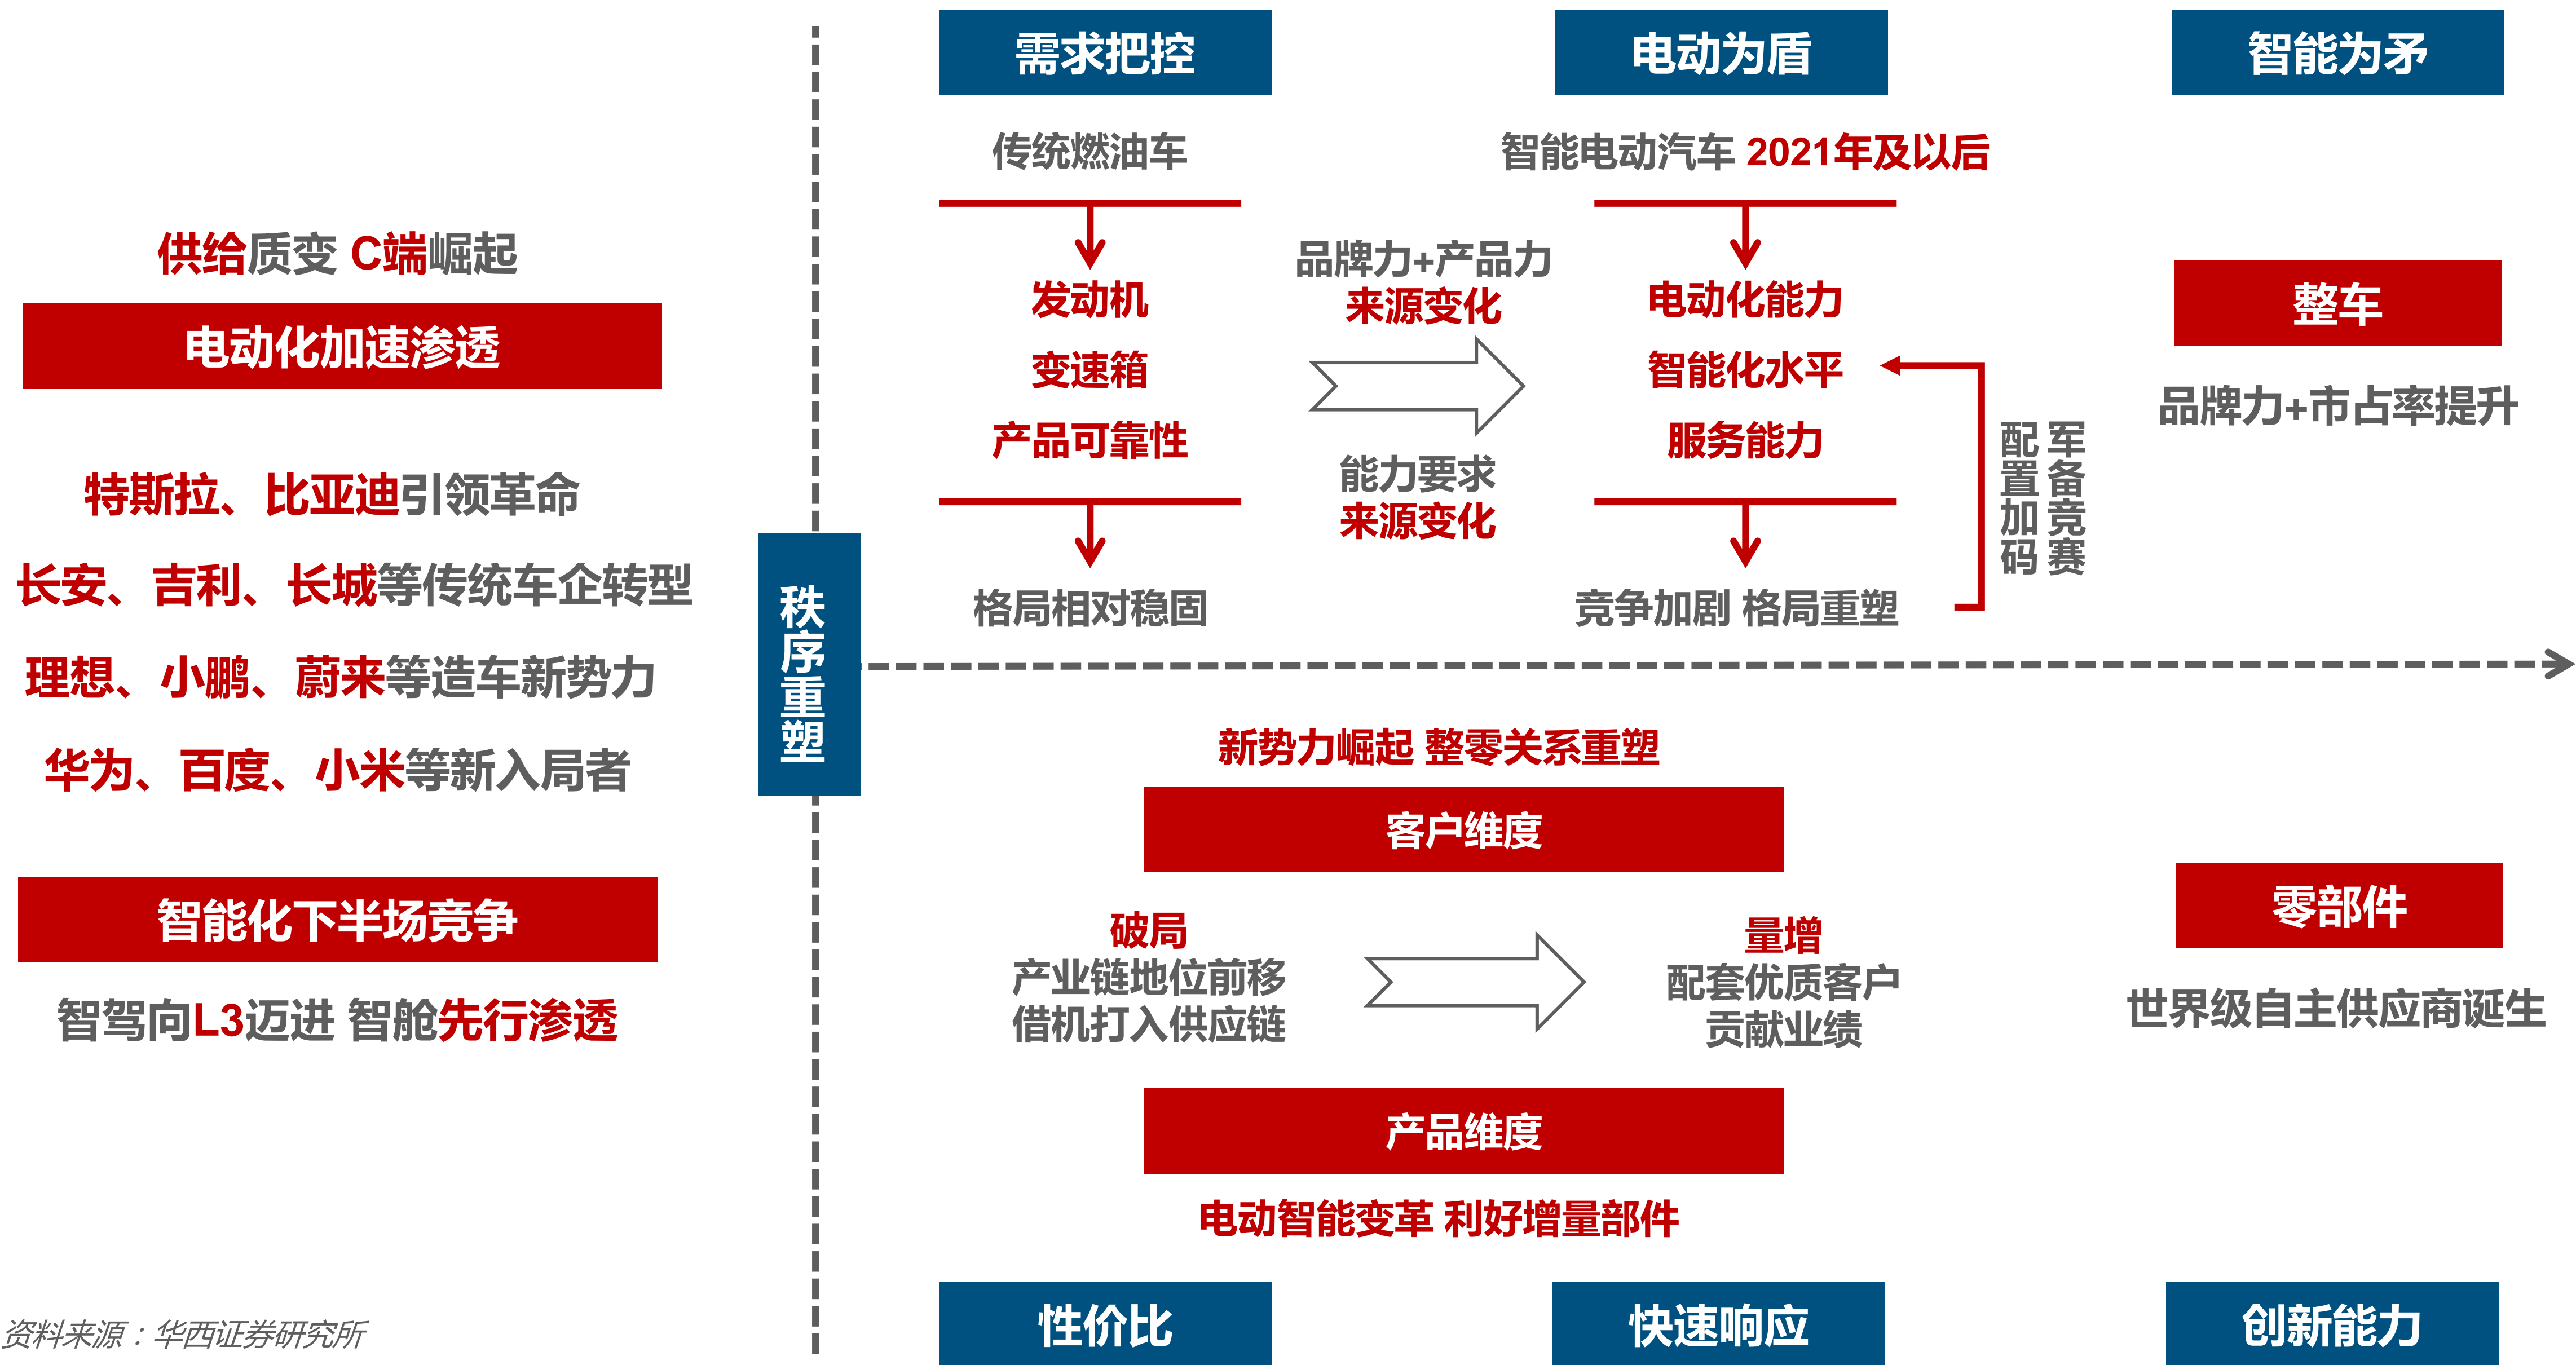 供给质变 C端崛起
电动化加速渗透
特斯拉、比亚迪引领革命
长安、吉利、长城等传统车企转型
理想、小鹏、蔚来等造车新势力
华为、百度、小米等新入局者
智能化下半场竞争
智驾向L3迈进 智舱先行渗透
资料来源：华西证券研究所
秩序重塑
需求把控
电动为盾
智能为矛
传统燃油车
发动机
变速箱
产品可靠性
格局相对稳固
品牌力+产品力
来源变化
能力要求
来源变化
智能电动汽车 2021年及以后
电动化能力
智能化水平
服务能力
竞争加剧 格局重塑
军备竞赛
配置加码
整车
品牌力+市占率提升
新势力崛起 整零关系重塑
客户维度
破局
产业链地位前移
借机打入供应链
量增
配套优质客户
贡献业绩
产品维度
电动智能变革 利好增量部件
零部件
世界级自主供应商诞生
性价比
快速响应
创新能力